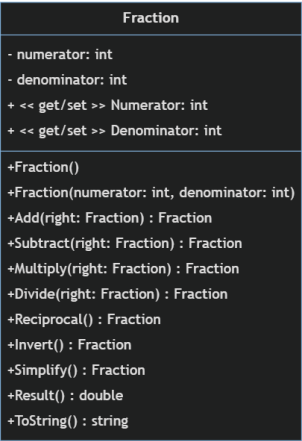 Fraction
- numerator: int
- denominator: int
+ << get/set >> Numerator: int
+ << get/set >> Denominator: int
+Fraction()
+Fraction(numerator: int, denominator: int)
+Add(right: Fraction) : Fraction
+Subtract(right: Fraction) : Fraction
+Multiply(right: Fraction) : Fraction
+Divide(right: Fraction) : Fraction
+Reciprocal() : Fraction
+Invert() : Fraction
+Simplify() : Fraction
+Result() : double
+ToString() : string